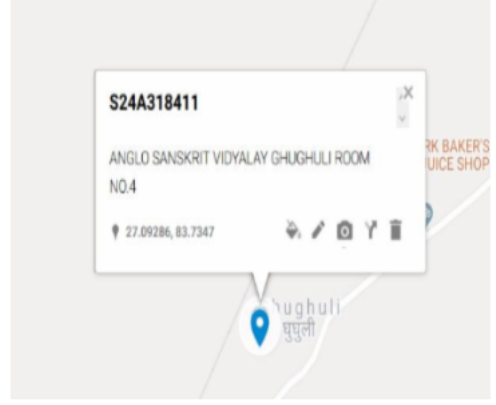 S24A318411
ANGLO SANSKRIT VIDYALAY GHUGHULI ROOM
NO.4
27.09286, 83.7347
RK BAKER'S
UICE SHOP
hughuli
घुघुली